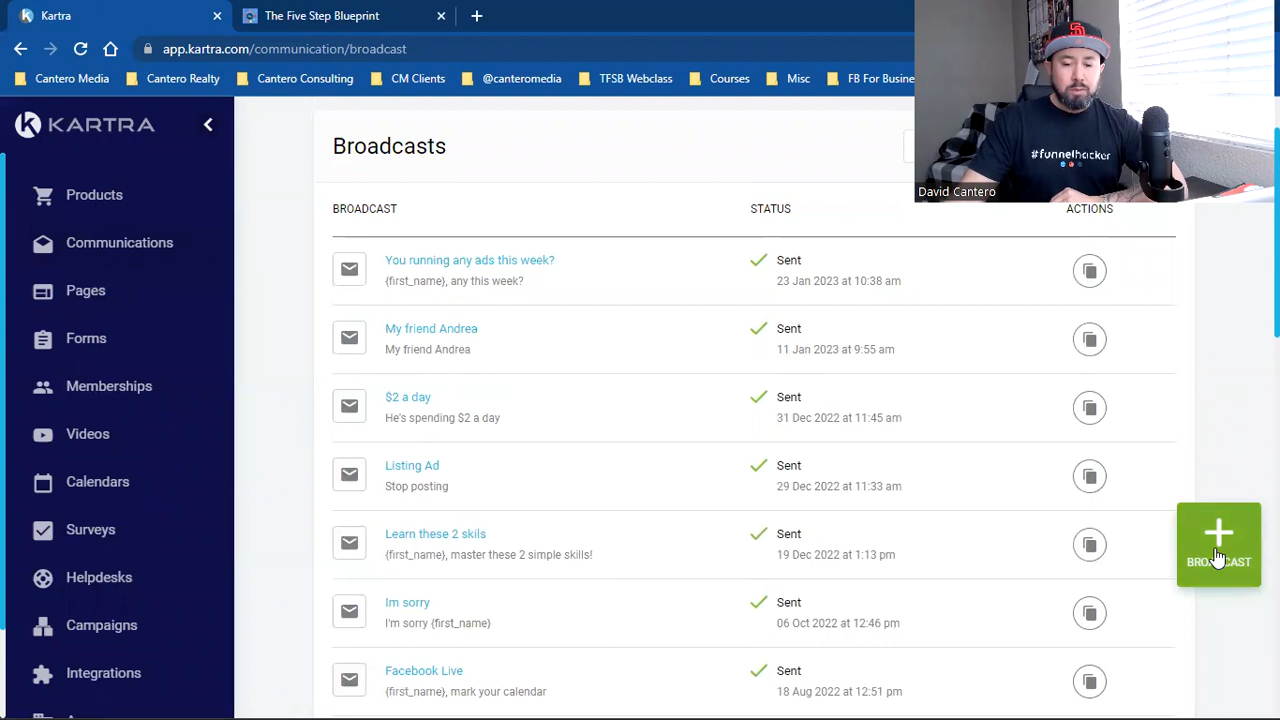 Kartra
The Five Step Blueprint
app.kartra.com/communication/broadcast
Cantero Media
Cantero Realty
Cantero Consulting
CM Clients
@canteromedia
TFSB Webclass
Courses
Misc
FB For Busine
KARTRA
Products
Communications
Pages
Forms
Memberships
Videos
Calendars
Surveys
Helpdesks
Campaigns
Integrations
Broadcasts
BROADCAST
STATUS
ACTIONS
You running any ads this week?
{first_name}, any this week?
Sent
23 Jan 2023 at 10:38 am
My friend Andrea
My friend Andrea
Sent
11 Jan 2023 at 9:55 am
$2 a day
He's spending $2 a day
Sent
31 Dec 2022 at 11:45 am
Listing Ad
Stop posting
Sent
29 Dec 2022 at 11:33 am
Learn these 2 skils
{first_name}, master these 2 simple skills!
Sent
19 Dec 2022 at 1:13 pm
Im sorry
I'm sorry {first_name}
Sent
06 Oct 2022 at 12:46 pm
Facebook Live
{first_name}, mark your calendar
Sent
18 Aug 2022 at 12:51 pm
BROADCAST
#funnelhacker
David Cantero
SD